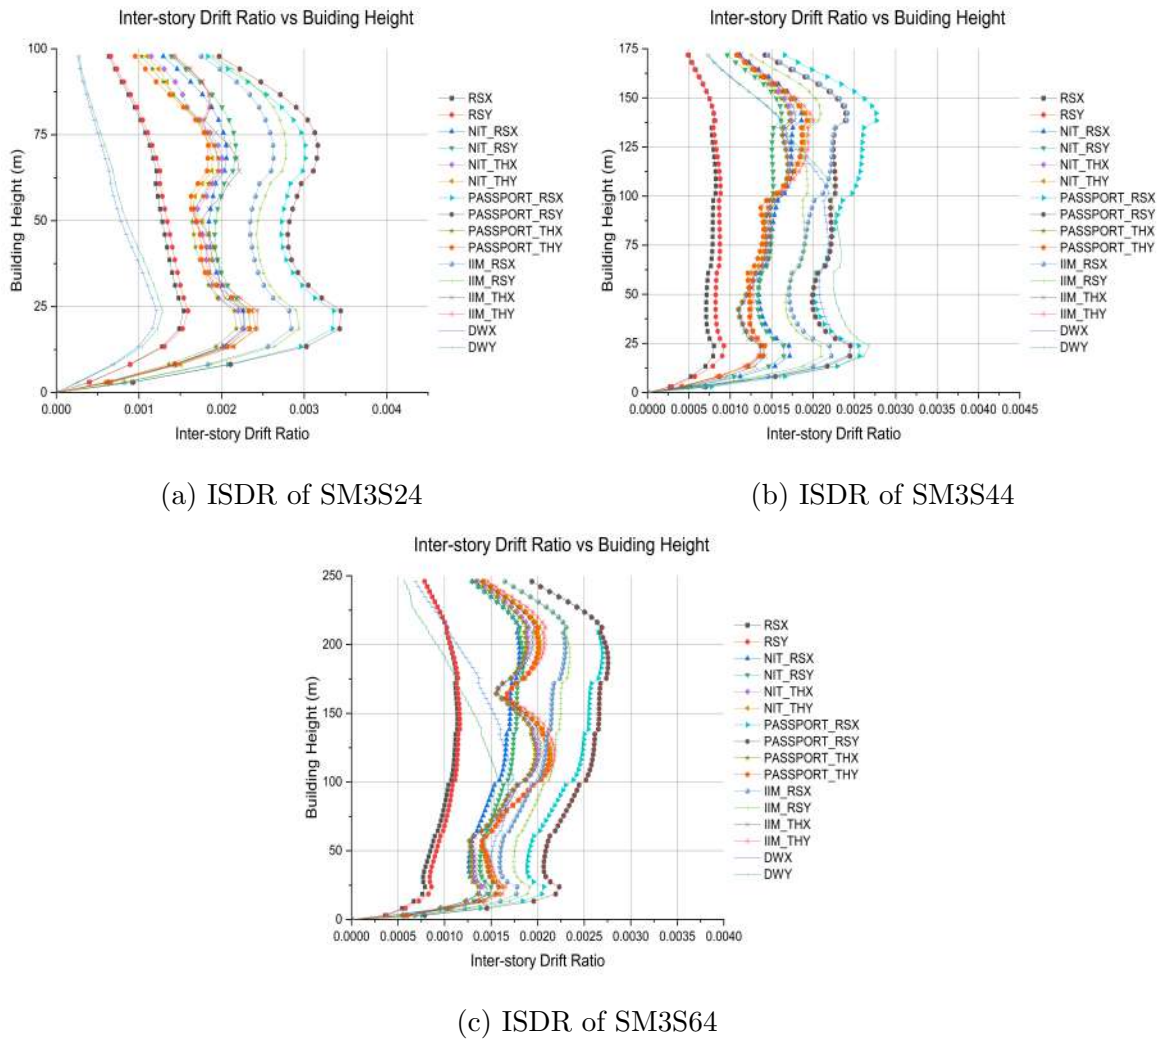 Inter-story Drift Ratio vs Buiding Height
Inter-story Drift Ratio vs Buiding Height
100
75
50
25
0
Building Height (m)
0.000 0.001 0.002 0.003 0.004
Inter-story Drift Ratio
RSX
RSY
NIT_RSX
NIT_RSY
NIT_THX
NIT_THY
PASSPORT_RSX
PASSPORT_RSY
PASSPORT_THX
PASSPORT_THY
IIM_RSX
IIM_RSY
IIM_THX
IIM_THY
DWX
DWY
175
150
125
100
75
50
25
0
Building Height (m)
0.0000 0.0005 0.0010 0.0015 0.0020 0.0025 0.0030 0.0035 0.0040 0.0045
Inter-story Drift Ratio
RSX
RSY
NIT_RSX
NIT_RSY
NIT_THX
NIT_THY
PASSPORT_RSX
PASSPORT_RSY
PASSPORT_THX
PASSPORT_THY
IIM_RSX
IIM_RSY
IIM_THX
IIM_THY
DWX
DWY
(a) ISDR of SM3S24
(b) ISDR of SM3S44
Inter-story Drift Ratio vs Buiding Height
250
200
150
100
50
0
Building Height (m)
0.0000 0.0005 0.0010 0.0015 0.0020 0.0025 0.0030 0.0035 0.0040
Inter-story Drift Ratio
RSX
RSY
NIT_RSX
NIT_RSY
NIT_THX
NIT_THY
PASSPORT_RSX
PASSPORT_RSY
PASSPORT_THX
PASSPORT_THY
IIM_RSX
IIM_RSY
IIM_THX
IIM_THY
DWX
DWY
(c) ISDR of SM3S64